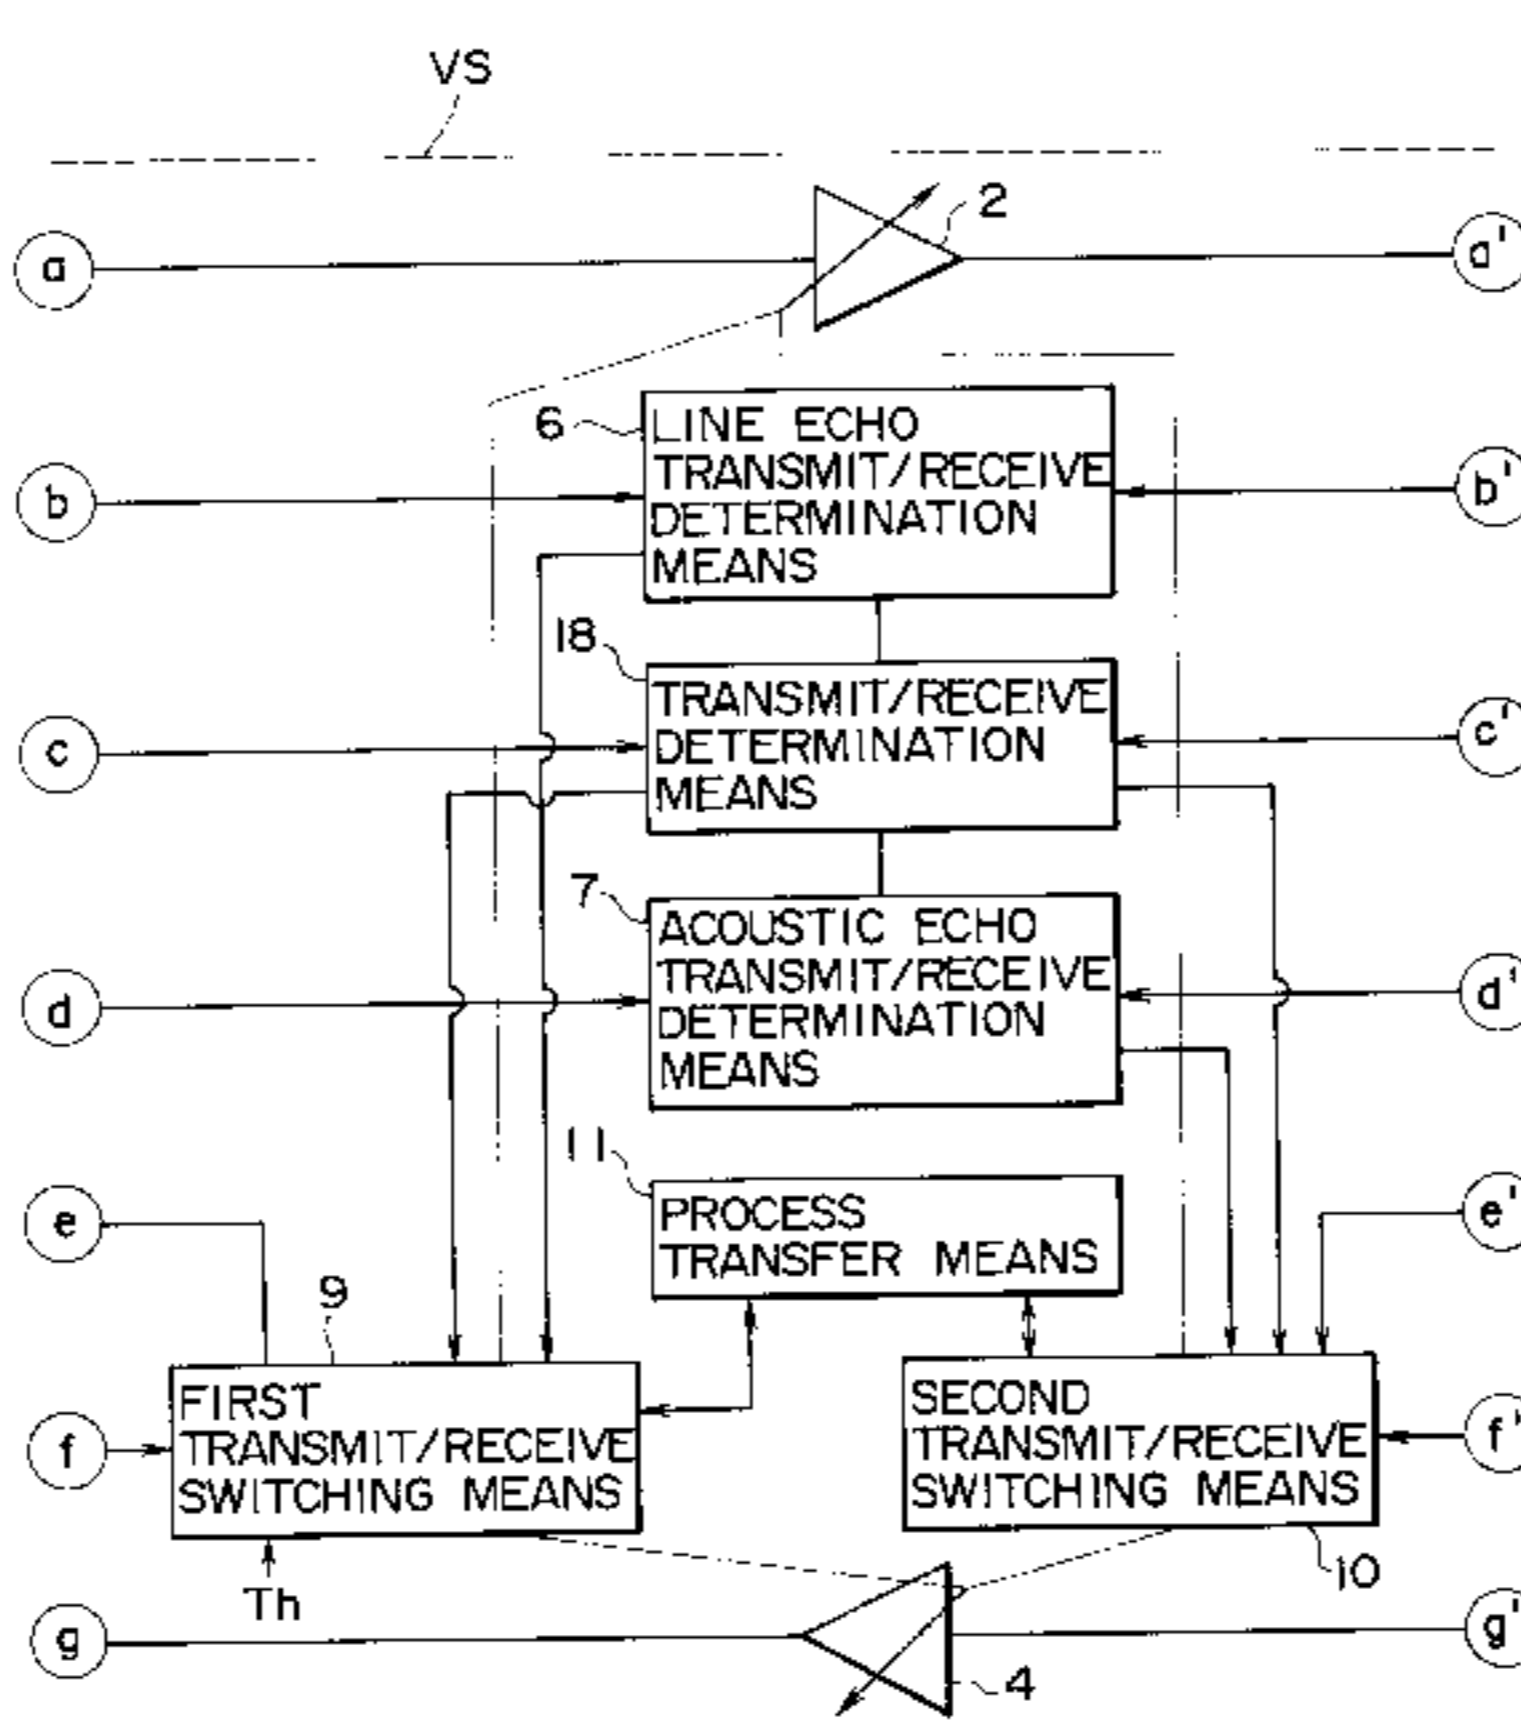 VS
2
a
a'
6
LINE ECHO
TRANSMIT/RECEIVE
DETERMINATION
MEANS
b
b'
18
TRANSMIT/RECEIVE
DETERMINATION
MEANS
c
c'
7
ACOUSTIC ECHO
TRANSMIT/RECEIVE
DETERMINATION
MEANS
d
d'
11
PROCESS
TRANSFER MEANS
e
e'
9
FIRST
TRANSMIT/RECEIVE
SWITCHING MEANS
SECOND
TRANSMIT/RECEIVE
SWITCHING MEANS
f
f'
10
Th
g
g'
4